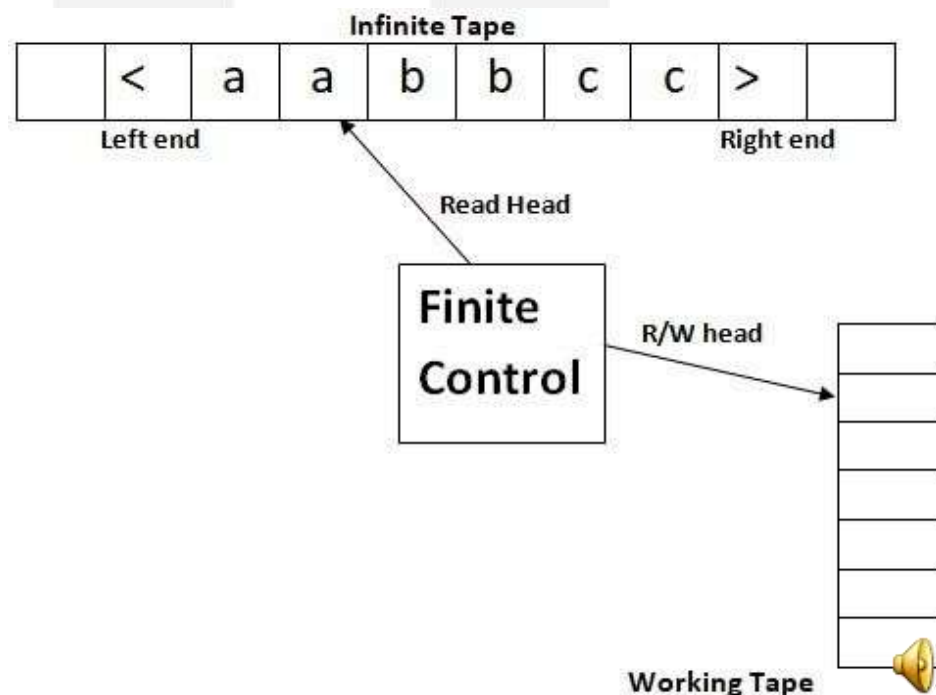 Infinite Tape
< a a b b c c >
Left end Right end
Read Head
Finite
Control
R/W head
Working Tape